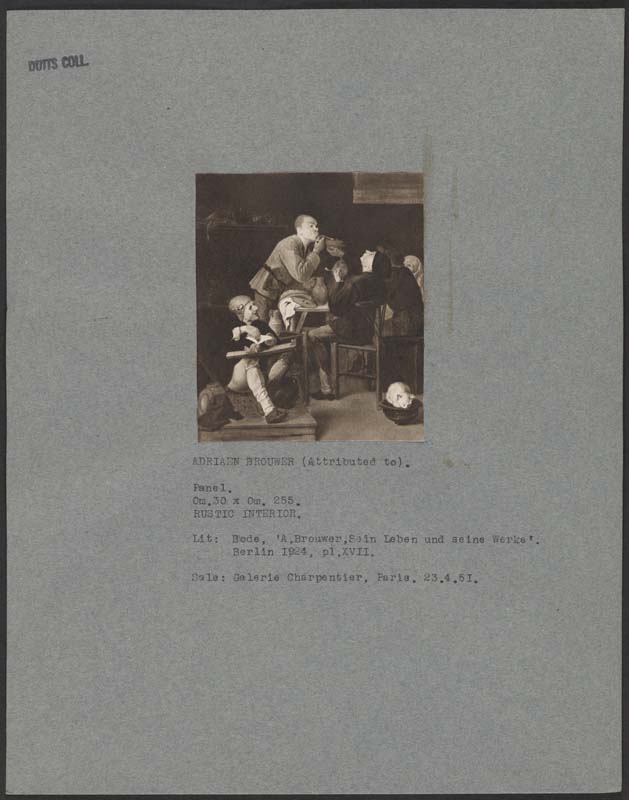 DUITS COLL.
ADRIAEN BROUWER (Attributed to).
Panel.
Om.30 x Om. 255.
RUSTIC INTERIOR.
Lit: Bode, 'A.Brouwer,Sein Leben und seine Werke'.
Berlin 1924, pl.XVII.
Sale: Galerie Charpentier, Paris. 23.4.51.